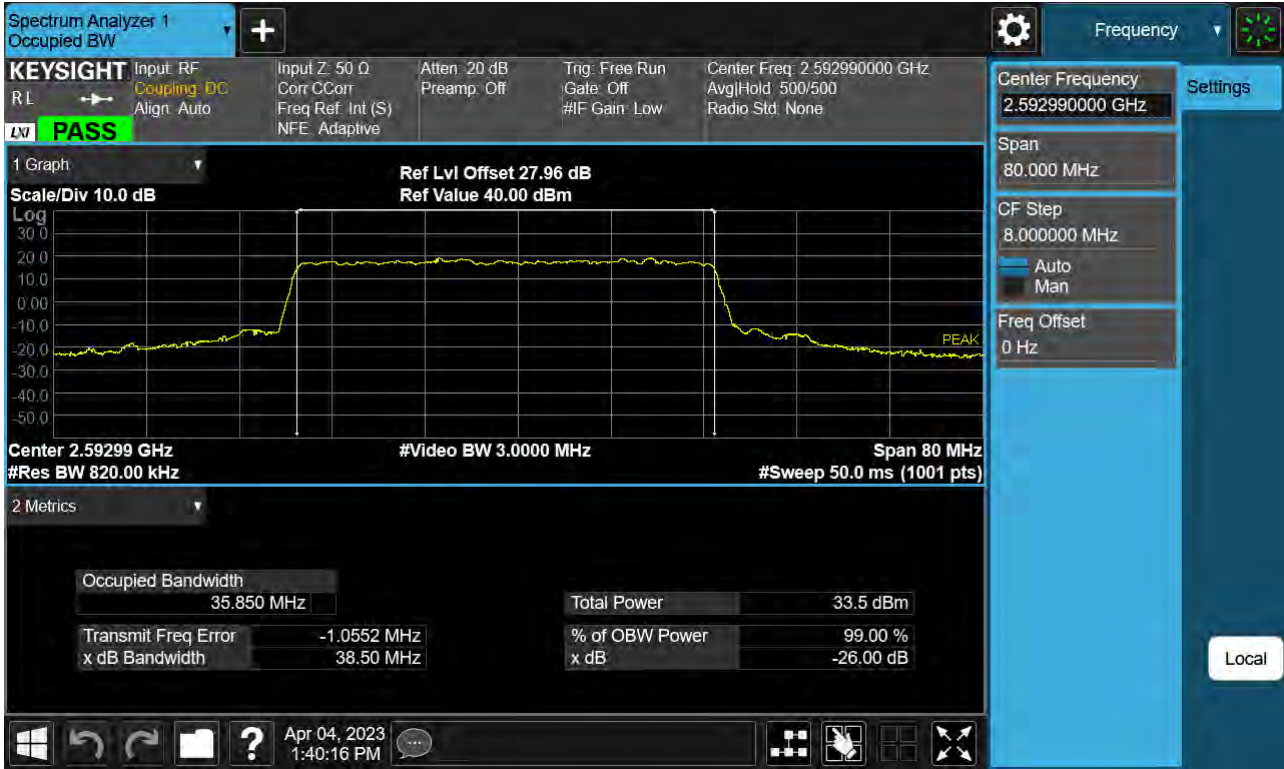 Spectrum Analyzer 1
Occupied BW
+
Frequency
KEYSIGHT
R L
LXI
PASS
Input: RF
Coupling: DC
Align: Auto
Input Z: 50 Ω
Corr CCorr
Freq Ref: Int (S)
NFE: Adaptive
Atten: 20 dB
Preamp: Off
Trig: Free Run
Gate: Off
#IF Gain: Low
Center Freq: 2.592990000 GHz
Avg|Hold: 500/500
Radio Std: None
Center Frequency
2.592990000 GHz
Settings
Span
80.000 MHz
CF Step
8.000000 MHz
Auto
Man
Freq Offset
0 Hz
1 Graph
Scale/Div 10.0 dB
Ref Lvl Offset 27.96 dB
Ref Value 40.00 dBm
Log
30.0
20.0
10.0
0.00
-10.0
-20.0
-30.0
-40.0
-50.0
PEAK
Center 2.59299 GHz
#Video BW 3.0000 MHz
Span 80 MHz
#Res BW 820.00 kHz
#Sweep 50.0 ms (1001 pts)
2 Metrics
Occupied Bandwidth
35.850 MHz
Total Power 33.5 dBm
Transmit Freq Error -1.0552 MHz
% of OBW Power 99.00 %
x dB Bandwidth 38.50 MHz
x dB -26.00 dB
Local
?
Apr 04, 2023
1:40:16 PM